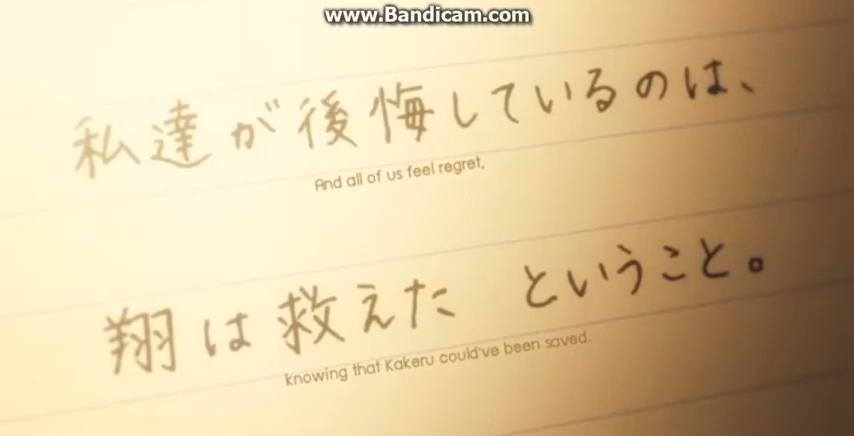 www.Bandicam.com
私達が後悔しているのは、
And all of us feel regret,
翔は救えた ということ。
knowing that Kakeru could've been saved.